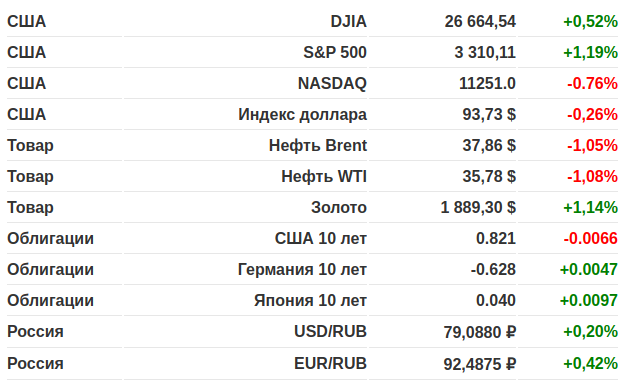 США DJIA 26 664,54 +0,52%
США S&P 500 3 310,11 +1,19%
США NASDAQ 11251.0 -0.76%
США Индекс доллара 93,73 $ -0,26%
Товар Нефть Brent 37,86 $ -1,05%
Товар Нефть WTI 35,78 $ -1,08%
Товар Золото 1 889,30 $ +1,14%
Облигации США 10 лет 0.821 -0.0066
Облигации Германия 10 лет -0.628 +0.0047
Облигации Япония 10 лет 0.040 +0.0097
Россия USD/RUB 79,0880 ₽ +0,20%
Россия EUR/RUB 92,4875 ₽ +0,42%